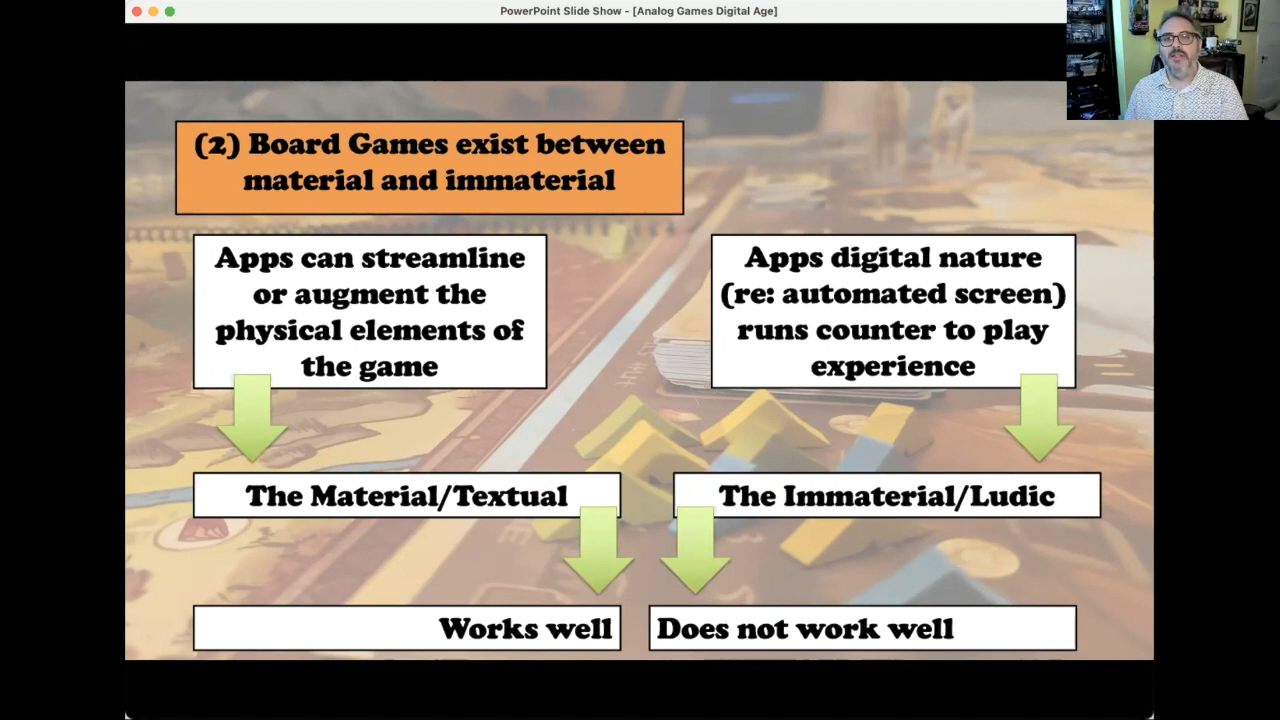 PowerPoint Slide Show - [Analog Games Digital Age]
(2) Board Games exist between
material and immaterial
Apps can streamline
or augment the
physical elements of
the game
Apps digital nature
(re: automated screen)
runs counter to play
experience
The Material/Textual
The Immaterial/Ludic
Works well
Does not work well